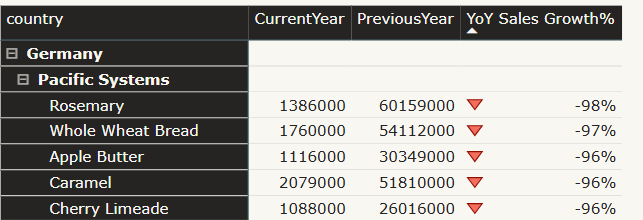 country CurrentYear PreviousYear YoY Sales Growth%
Germany
Pacific Systems
Rosemary 1386000 60159000 -98%
Whole Wheat Bread 1760000 54112000 -97%
Apple Butter 1116000 30349000 -96%
Caramel 2079000 51810000 -96%
Cherry Limeade 1088000 26016000 -96%